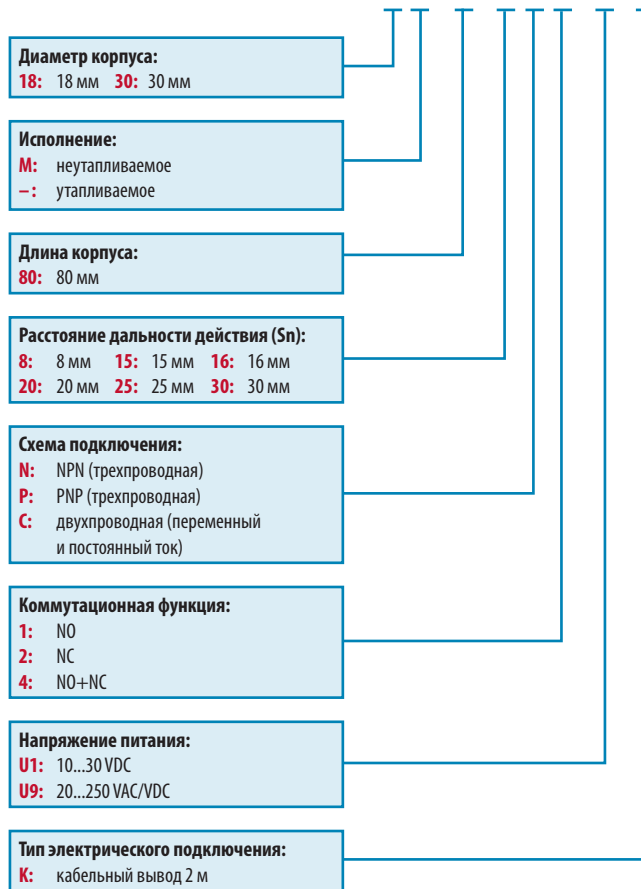 Диаметр корпуса:
18: 18 мм 30: 30 мм
Исполнение:
М: неутапливаемое
–: утапливаемое
Длина корпуса:
80: 80 мм
Расстояние дальности действия (Sn):
8: 8 мм 15: 15 мм 16: 16 мм
20: 20 мм 25: 25 мм 30: 30 мм
Схема подключения:
N: NPN (трехпроводная)
P: PNP (трехпроводная)
C: двухпроводная (переменный
и постоянный ток)
Коммутационная функция:
1: NO
2: NC
4: NO+NC
Напряжение питания:
U1: 10...30 VDC
U9: 20...250 VAC/VDC
Тип электрического подключения:
K: кабельный вывод 2 м